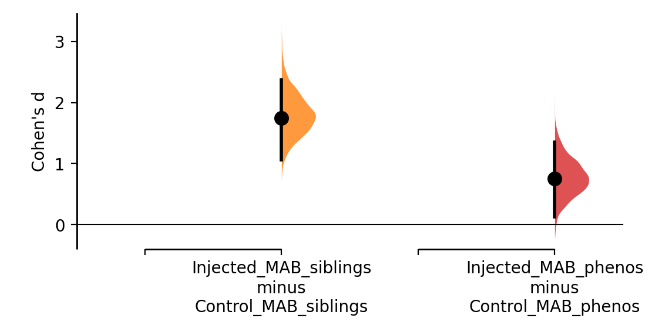 3
2
1
0
Cohen's d
Injected_MAB_siblings
minus
Control_MAB_siblings
Injected_MAB_phenos
minus
Control_MAB_phenos